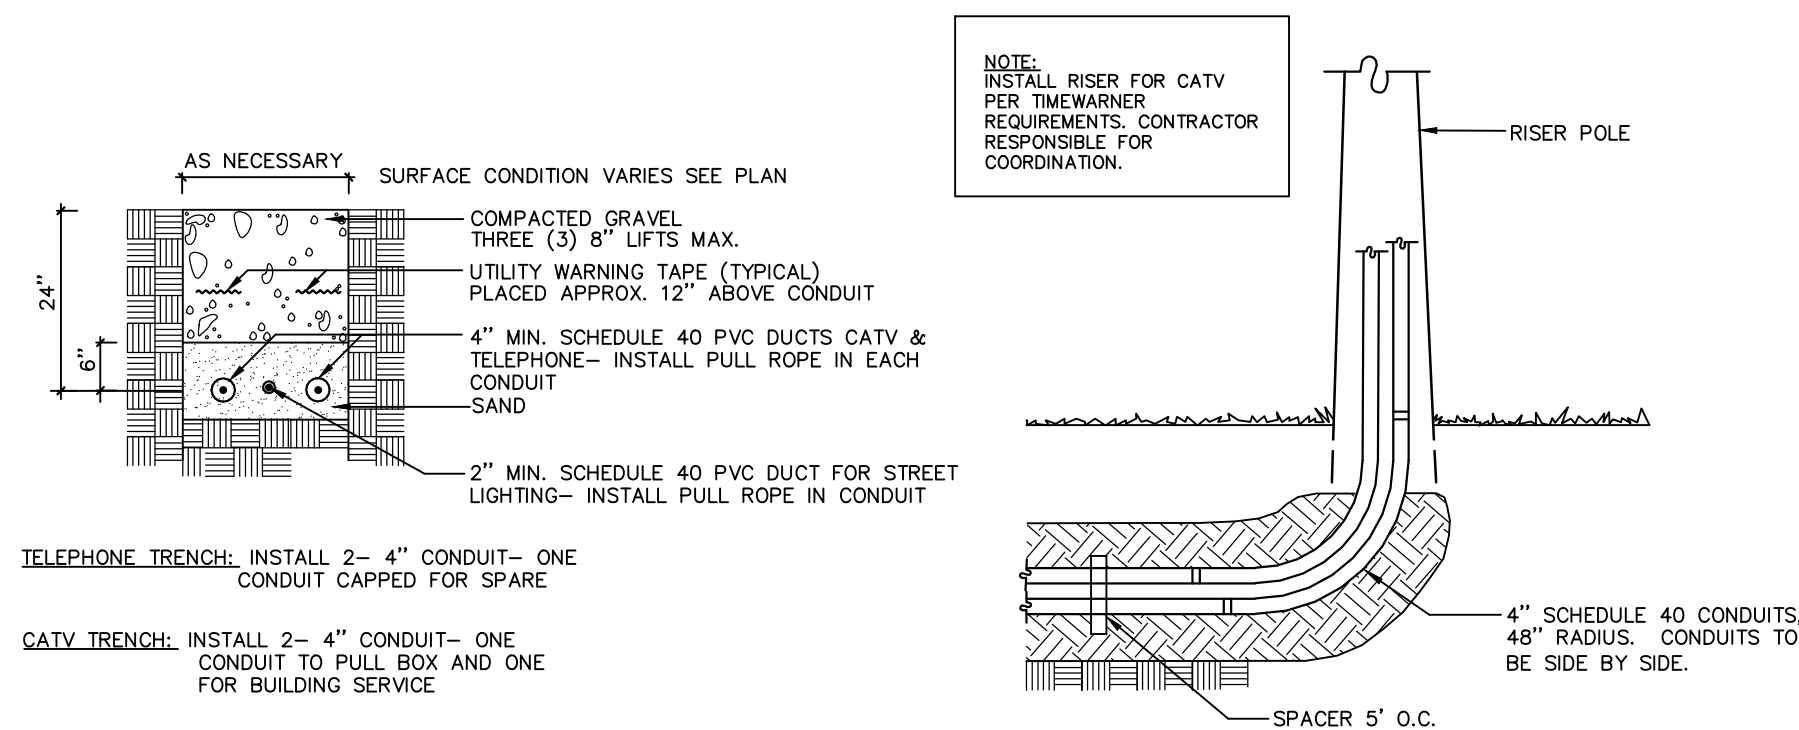 AS NECESSARY
SURFACE CONDITION VARIES SEE PLAN
COMPACTED GRAVEL
THREE (3) 8" LIFTS MAX.
UTILITY WARNING TAPE (TYPICAL)
PLACED APPROX. 12" ABOVE CONDUIT
24"
6"
4" MIN. SCHEDULE 40 PVC DUCTS CATV &
TELEPHONE– INSTALL PULL ROPE IN EACH
CONDUIT
SAND
2" MIN. SCHEDULE 40 PVC DUCT FOR STREET
LIGHTING– INSTALL PULL ROPE IN CONDUIT
TELEPHONE TRENCH: INSTALL 2– 4" CONDUIT– ONE
CONDUIT CAPPED FOR SPARE
CATV TRENCH: INSTALL 2– 4" CONDUIT– ONE
CONDUIT TO PULL BOX AND ONE
FOR BUILDING SERVICE
NOTE:
INSTALL RISER FOR CATV
PER TIMEWARNER
REQUIREMENTS. CONTRACTOR
RESPONSIBLE FOR
COORDINATION.
RISER POLE
4" SCHEDULE 40 CONDUITS,
48" RADIUS. CONDUITS TO
BE SIDE BY SIDE.
SPACER 5' O.C.